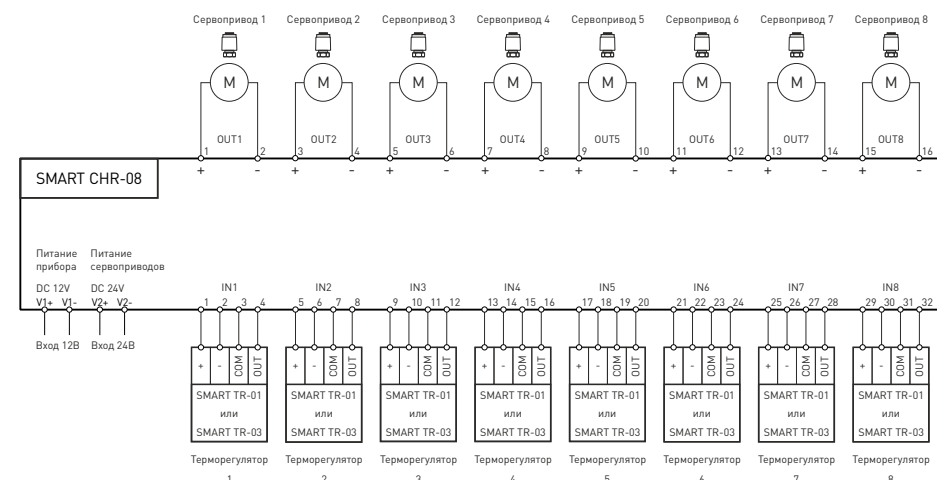 Сервопривод 1 Сервопривод 2 Сервопривод 3 Сервопривод 4 Сервопривод 5 Сервопривод 6 Сервопривод 7 Сервопривод 8
M M M M M M M M
OUT1 OUT2 OUT3 OUT4 OUT5 OUT6 OUT7 OUT8
1 2 3 4 5 6 7 8 9 10 11 12 13 14 15 16
+ - + - + - + - + - + - + - + -
SMART CHR-08
Питание Питание
прибора сервоприводов
DC 12V DC 24V IN1 IN2 IN3 IN4 IN5 IN6 IN7 IN8
V1+ V1- V2+ V2- 1 2 3 4 5 6 7 8 9 10 11 12 13 14 15 16 17 18 19 20 21 22 23 24 25 26 27 28 29 30 31 32
Вход 12В Вход 24В
+ - COM OUT + - COM OUT + - COM OUT + - COM OUT + - COM OUT + - COM OUT + - COM OUT + - COM OUT
SMART TR-01 SMART TR-01 SMART TR-01 SMART TR-01 SMART TR-01 SMART TR-01 SMART TR-01 SMART TR-01
или или или или или или или или
SMART TR-03 SMART TR-03 SMART TR-03 SMART TR-03 SMART TR-03 SMART TR-03 SMART TR-03 SMART TR-03
Терморегулятор Терморегулятор Терморегулятор Терморегулятор Терморегулятор Терморегулятор Терморегулятор Терморегулятор
1 2 3 4 5 6 7 8